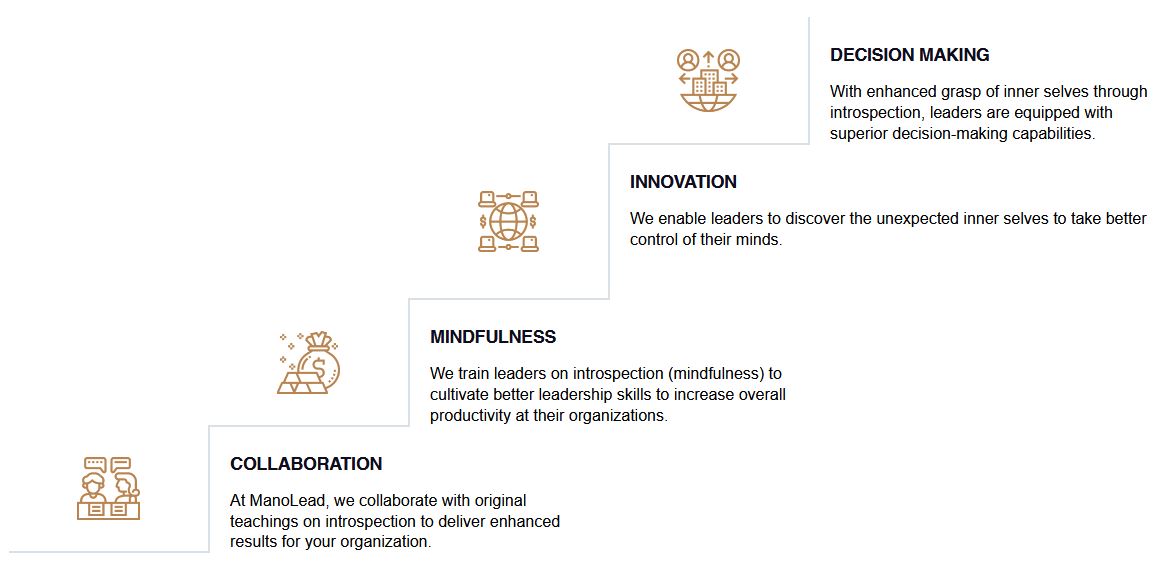 DECISION MAKING
With enhanced grasp of inner selves through
introspection, leaders are equipped with
superior decision-making capabilities.
INNOVATION
We enable leaders to discover the unexpected inner selves to take better
control of their minds.
MINDFULNESS
We train leaders on introspection (mindfulness) to
cultivate better leadership skills to increase overall
productivity at their organizations.
COLLABORATION
At ManoLead, we collaborate with original
teachings on introspection to deliver enhanced
results for your organization.